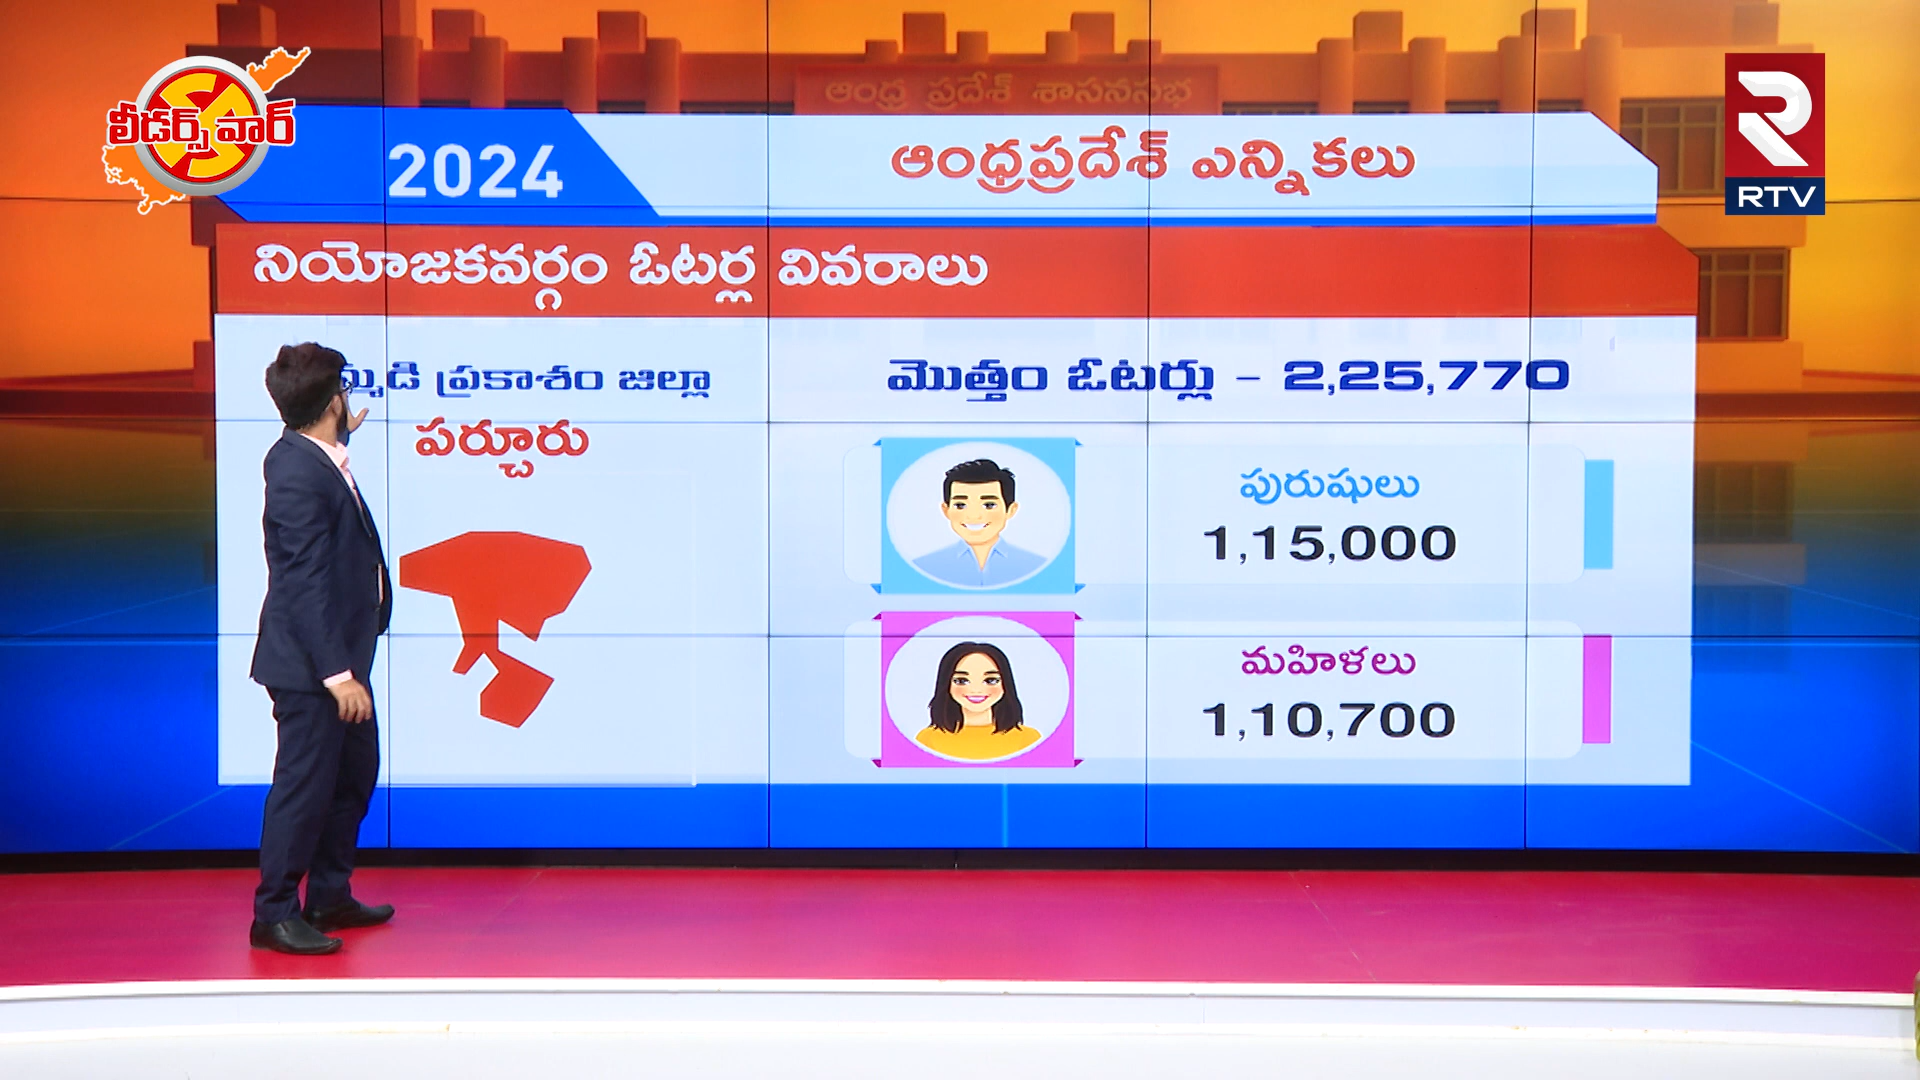 ఆంధ్ర ప్రదేశ్ శాసనసభ
లీడర్స్ వార్
2024
ఆంధ్రప్రదేశ్ ఎన్నికలు
RTV
నియోజకవర్గం ఓటర్ల వివరాలు
ప్రకాశం జిల్లా
మొత్తం ఓటర్లు - 2,25,770
పర్చూరు
పురుషులు
1,15,000
మహిళలు
1,10,700